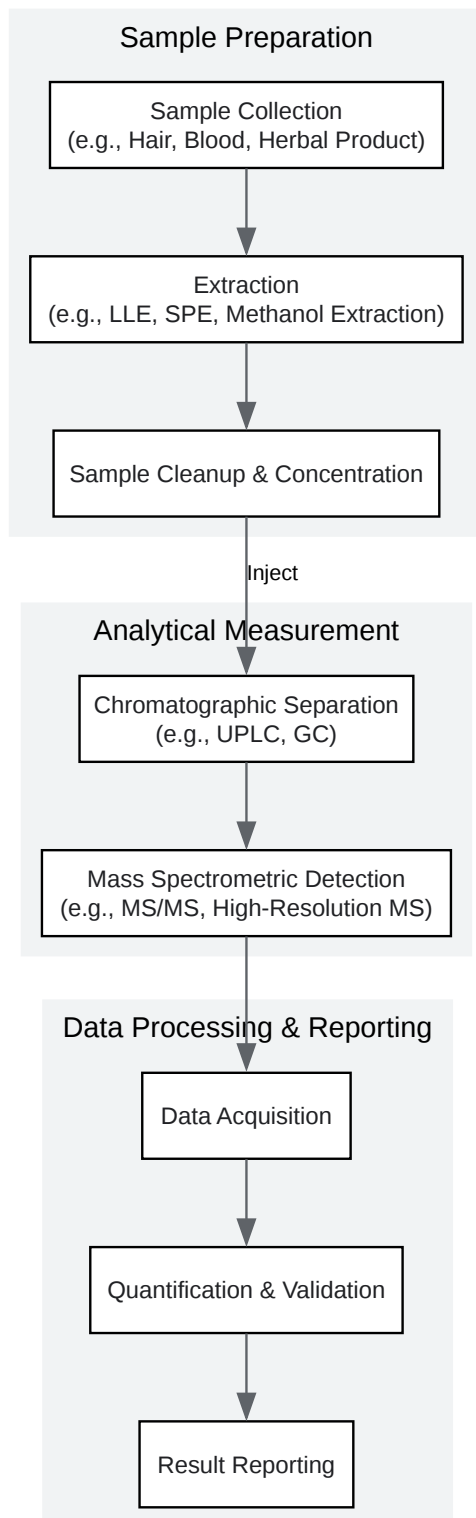 Sample Preparation
Sample Collection
(e.g., Hair, Blood, Herbal Product)
Extraction
(e.g., LLE, SPE, Methanol Extraction)
Sample Cleanup & Concentration
Inject
Analytical Measurement
Chromatographic Separation
(e.g., UPLC, GC)
Mass Spectrometric Detection
(e.g., MS/MS, High-Resolution MS)
Data Processing & Reporting
Data Acquisition
Quantification & Validation
Result Reporting